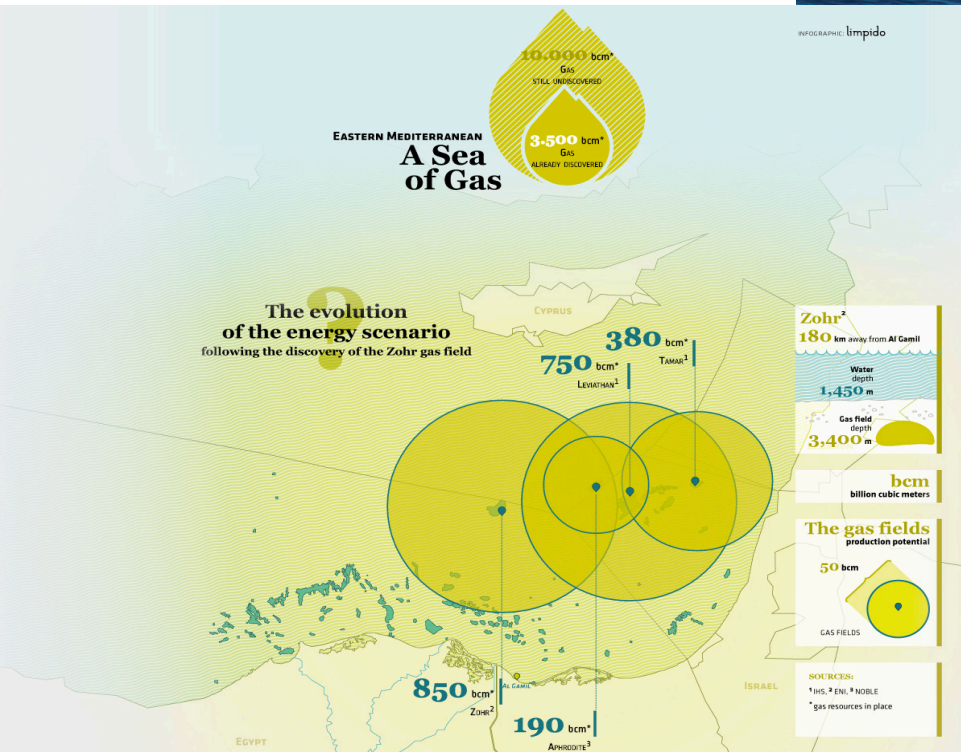 INFOGRAPHIC: limpido
10.000 bcm*
GAS
STILL UNDISCOVERED
3.500 bcm*
GAS
ALREADY DISCOVERED
EASTERN MEDITERRANEAN
A Sea
of Gas
?
The evolution
of the energy scenario
following the discovery of the Zohr gas field
CYPRUS
380 bcm*
TAMAR¹
750 bcm*
LEVIATHAN¹
Zohr²
180 km away from Al Gamil
Water
depth
1,450 m
Gas field
depth
3,400 m
bcm
billion cubic meters
The gas fields
production potential
50 bcm
GAS FIELDS
850 bcm*
ZOHR²
AL GAMIL
190 bcm*
APHRODITE³
ISRAEL
EGYPT
SOURCES:
¹ IHS, ² ENI, ³ NOBLE
* gas resources in place